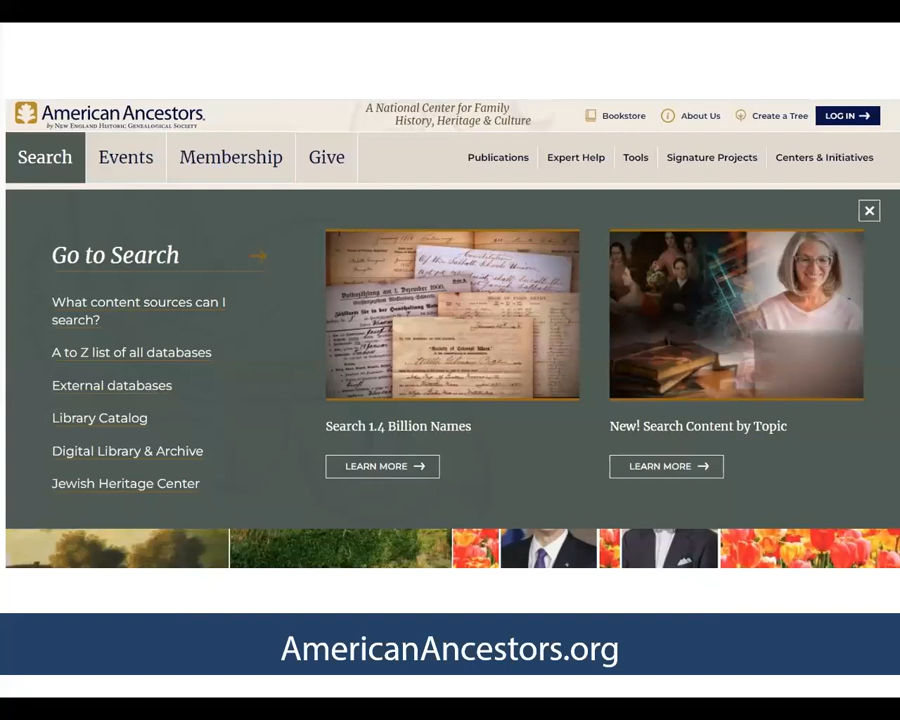 American Ancestors
by NEW ENGLAND HISTORIC GENEALOGICAL SOCIETY
A National Center for Family
History, Heritage & Culture
Bookstore
About Us
Create a Tree
LOG IN
Search
Events
Membership
Give
Publications
Expert Help
Tools
Signature Projects
Centers & Initiatives
Go to Search
What content sources can I
search?
A to Z list of all databases
External databases
Library Catalog
Digital Library & Archive
Jewish Heritage Center
Search 1.4 Billion Names
LEARN MORE
New! Search Content by Topic
LEARN MORE
AmericanAncestors.org